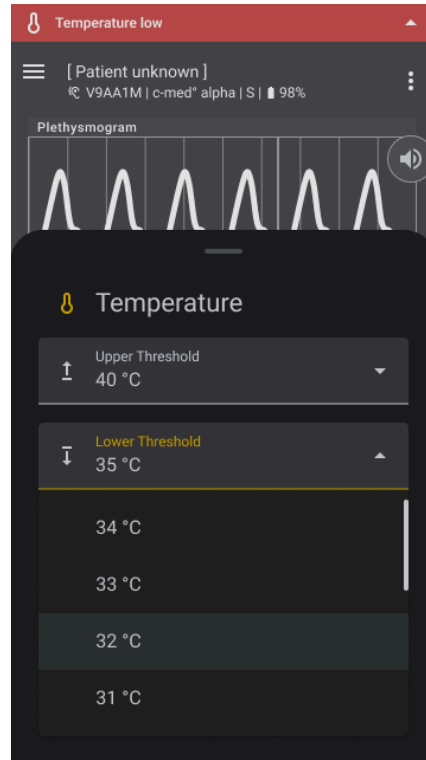 Temperature low
[ Patient unknown ]
V9AA1M | c-med° alpha | S | 98%
Plethysmogram
Temperature
Upper Threshold
40 °C
Lower Threshold
35 °C
34 °C
33 °C
32 °C
31 °C